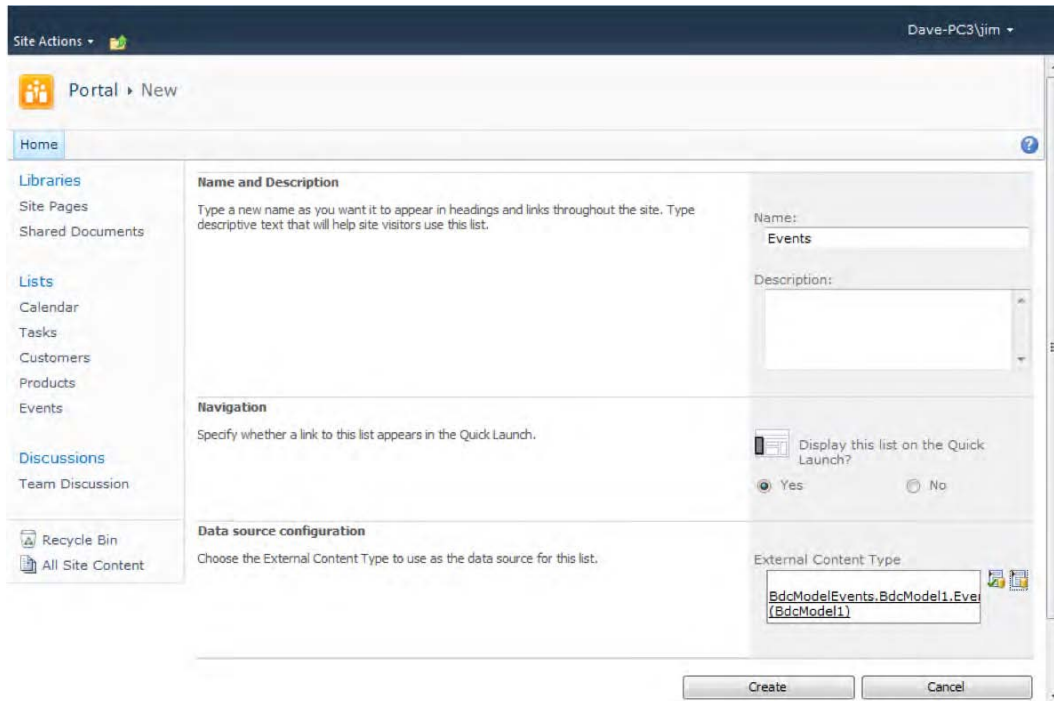 Site Actions
Dave-PC3\jim
Portal New
Home
Libraries
Site Pages
Shared Documents
Lists
Calendar
Tasks
Customers
Products
Events
Discussions
Team Discussion
Recycle Bin
All Site Content
Name and Description
Type a new name as you want it to appear in headings and links throughout the site. Type
descriptive text that will help site visitors use this list.
Name:
Events
Description:
Navigation
Specify whether a link to this list appears in the Quick Launch.
Display this list on the Quick
Launch?
Yes No
Data source configuration
Choose the External Content Type to use as the data source for this list.
External Content Type
BdcModelEvents.BdcModel1.Eve
(BdcModel1)
Create Cancel